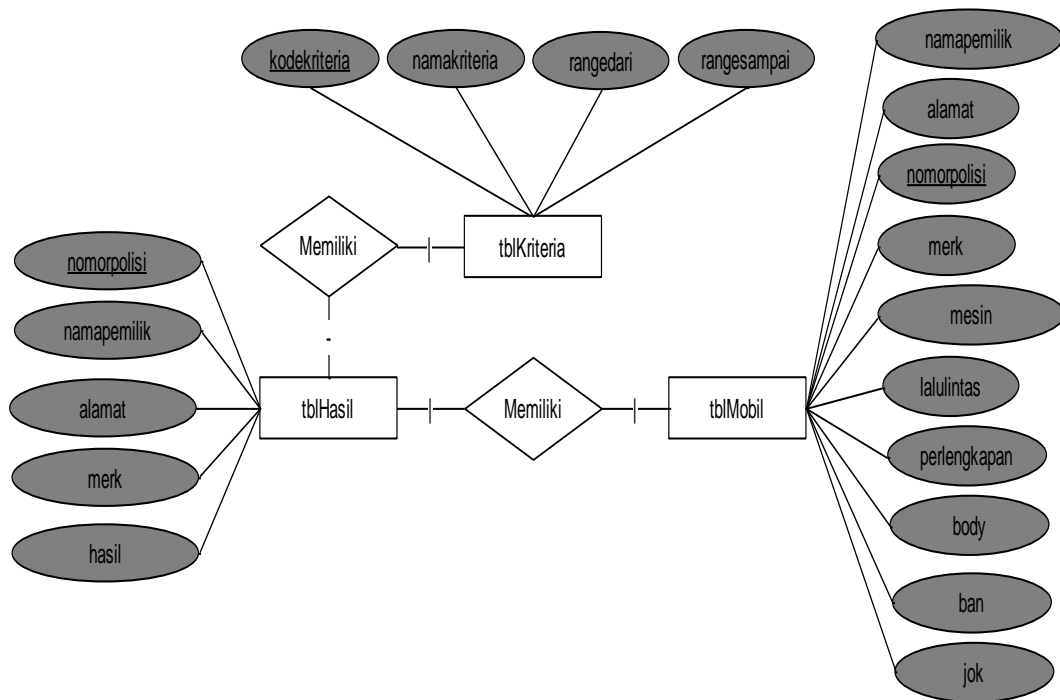 kodekriteria
namakriteria
rangedari
rangesampai
namapemilik
alamat
nomorpolisi
merk
mesin
lalulintas
perlengkapan
body
ban
jok
Memiliki
tblKriteria
nomorpolisi
namapemilik
alamat
merk
hasil
tblHasil
Memiliki
tblMobil